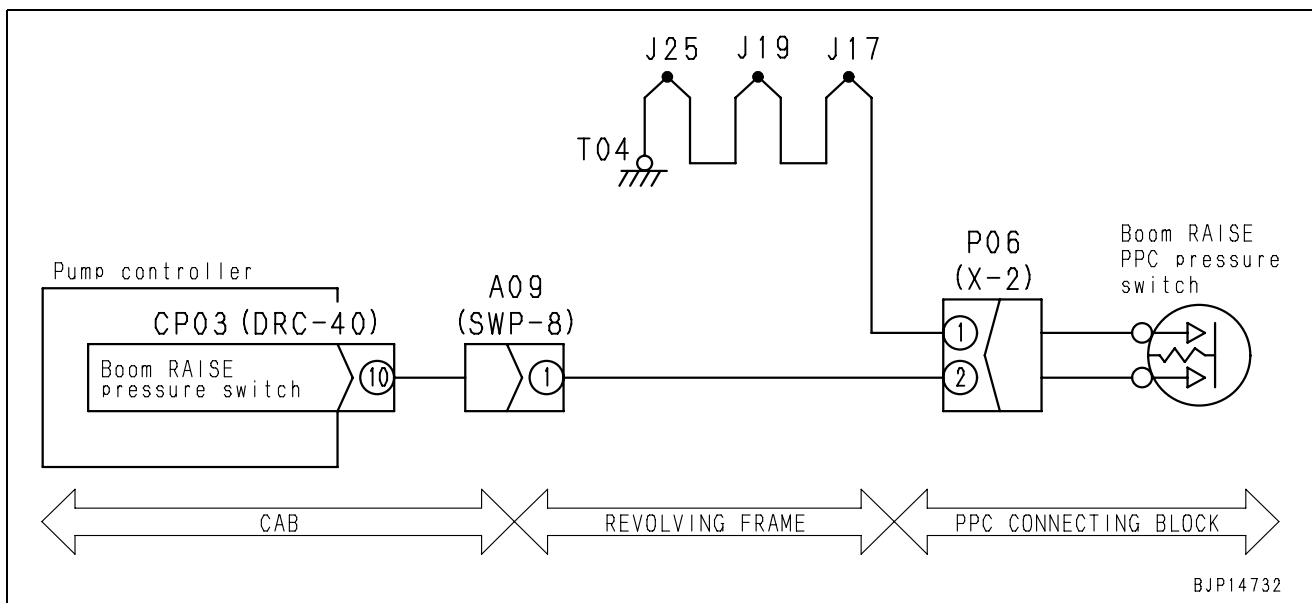 J25 J19 J17
T04
Pump controller
CP03 (DRC-40)
Boom RAISE
pressure switch
10
A09
(SWP-8)
1
P06
(X-2)
1
2
Boom RAISE
PPC pressure
switch
CAB
REVOLVING FRAME
PPC CONNECTING BLOCK
BJP14732